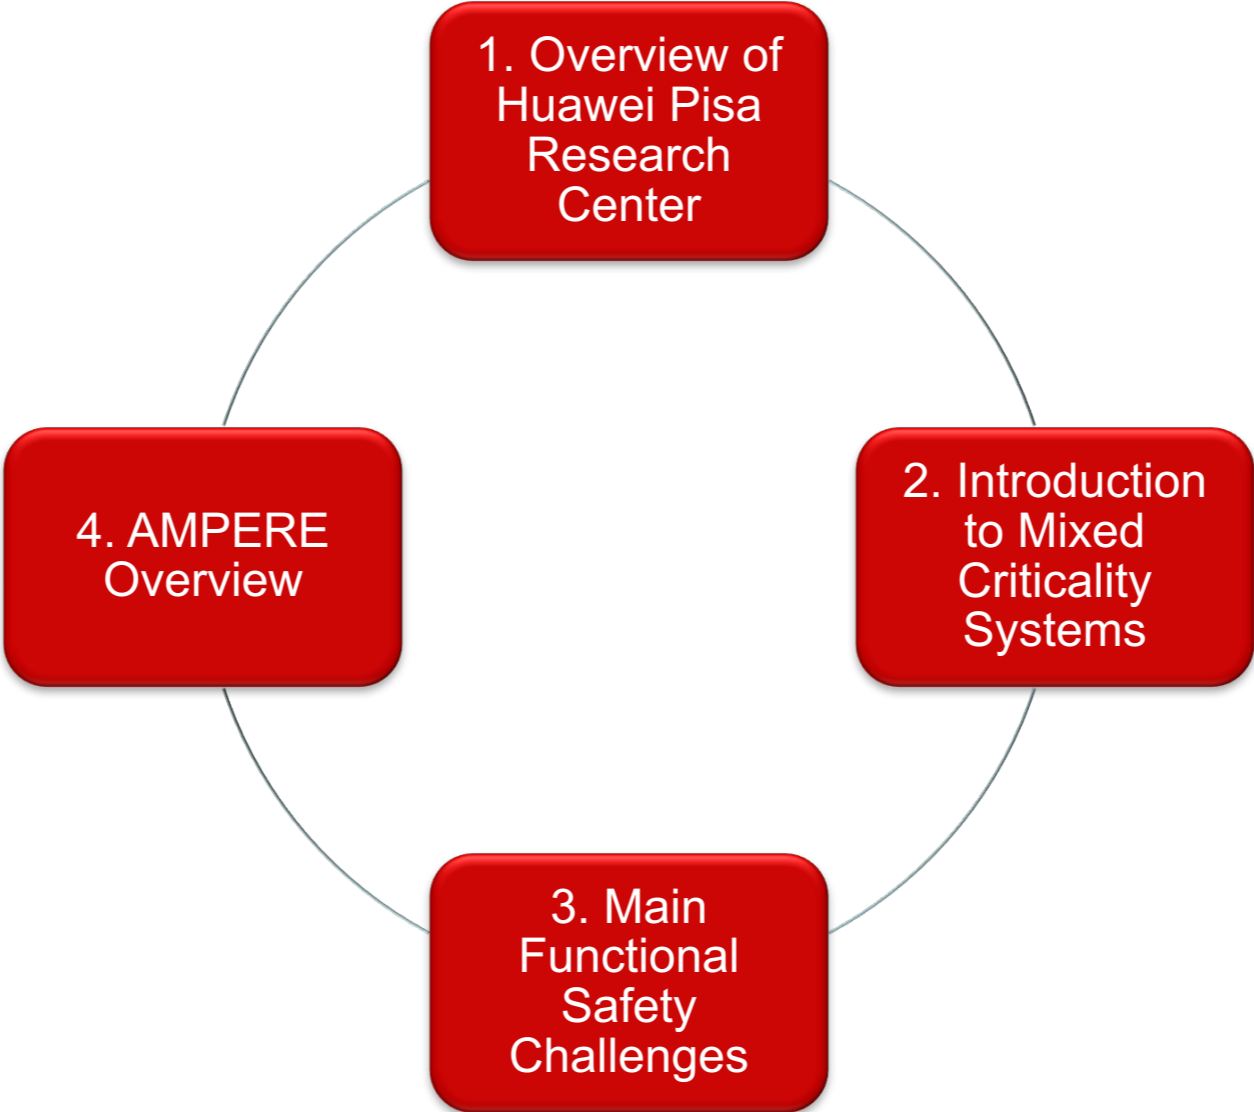 1. Overview of
Huawei Pisa
Research
Center
2. Introduction
to Mixed
Criticality
Systems
3. Main
Functional
Safety
Challenges
4. AMPERE
Overview